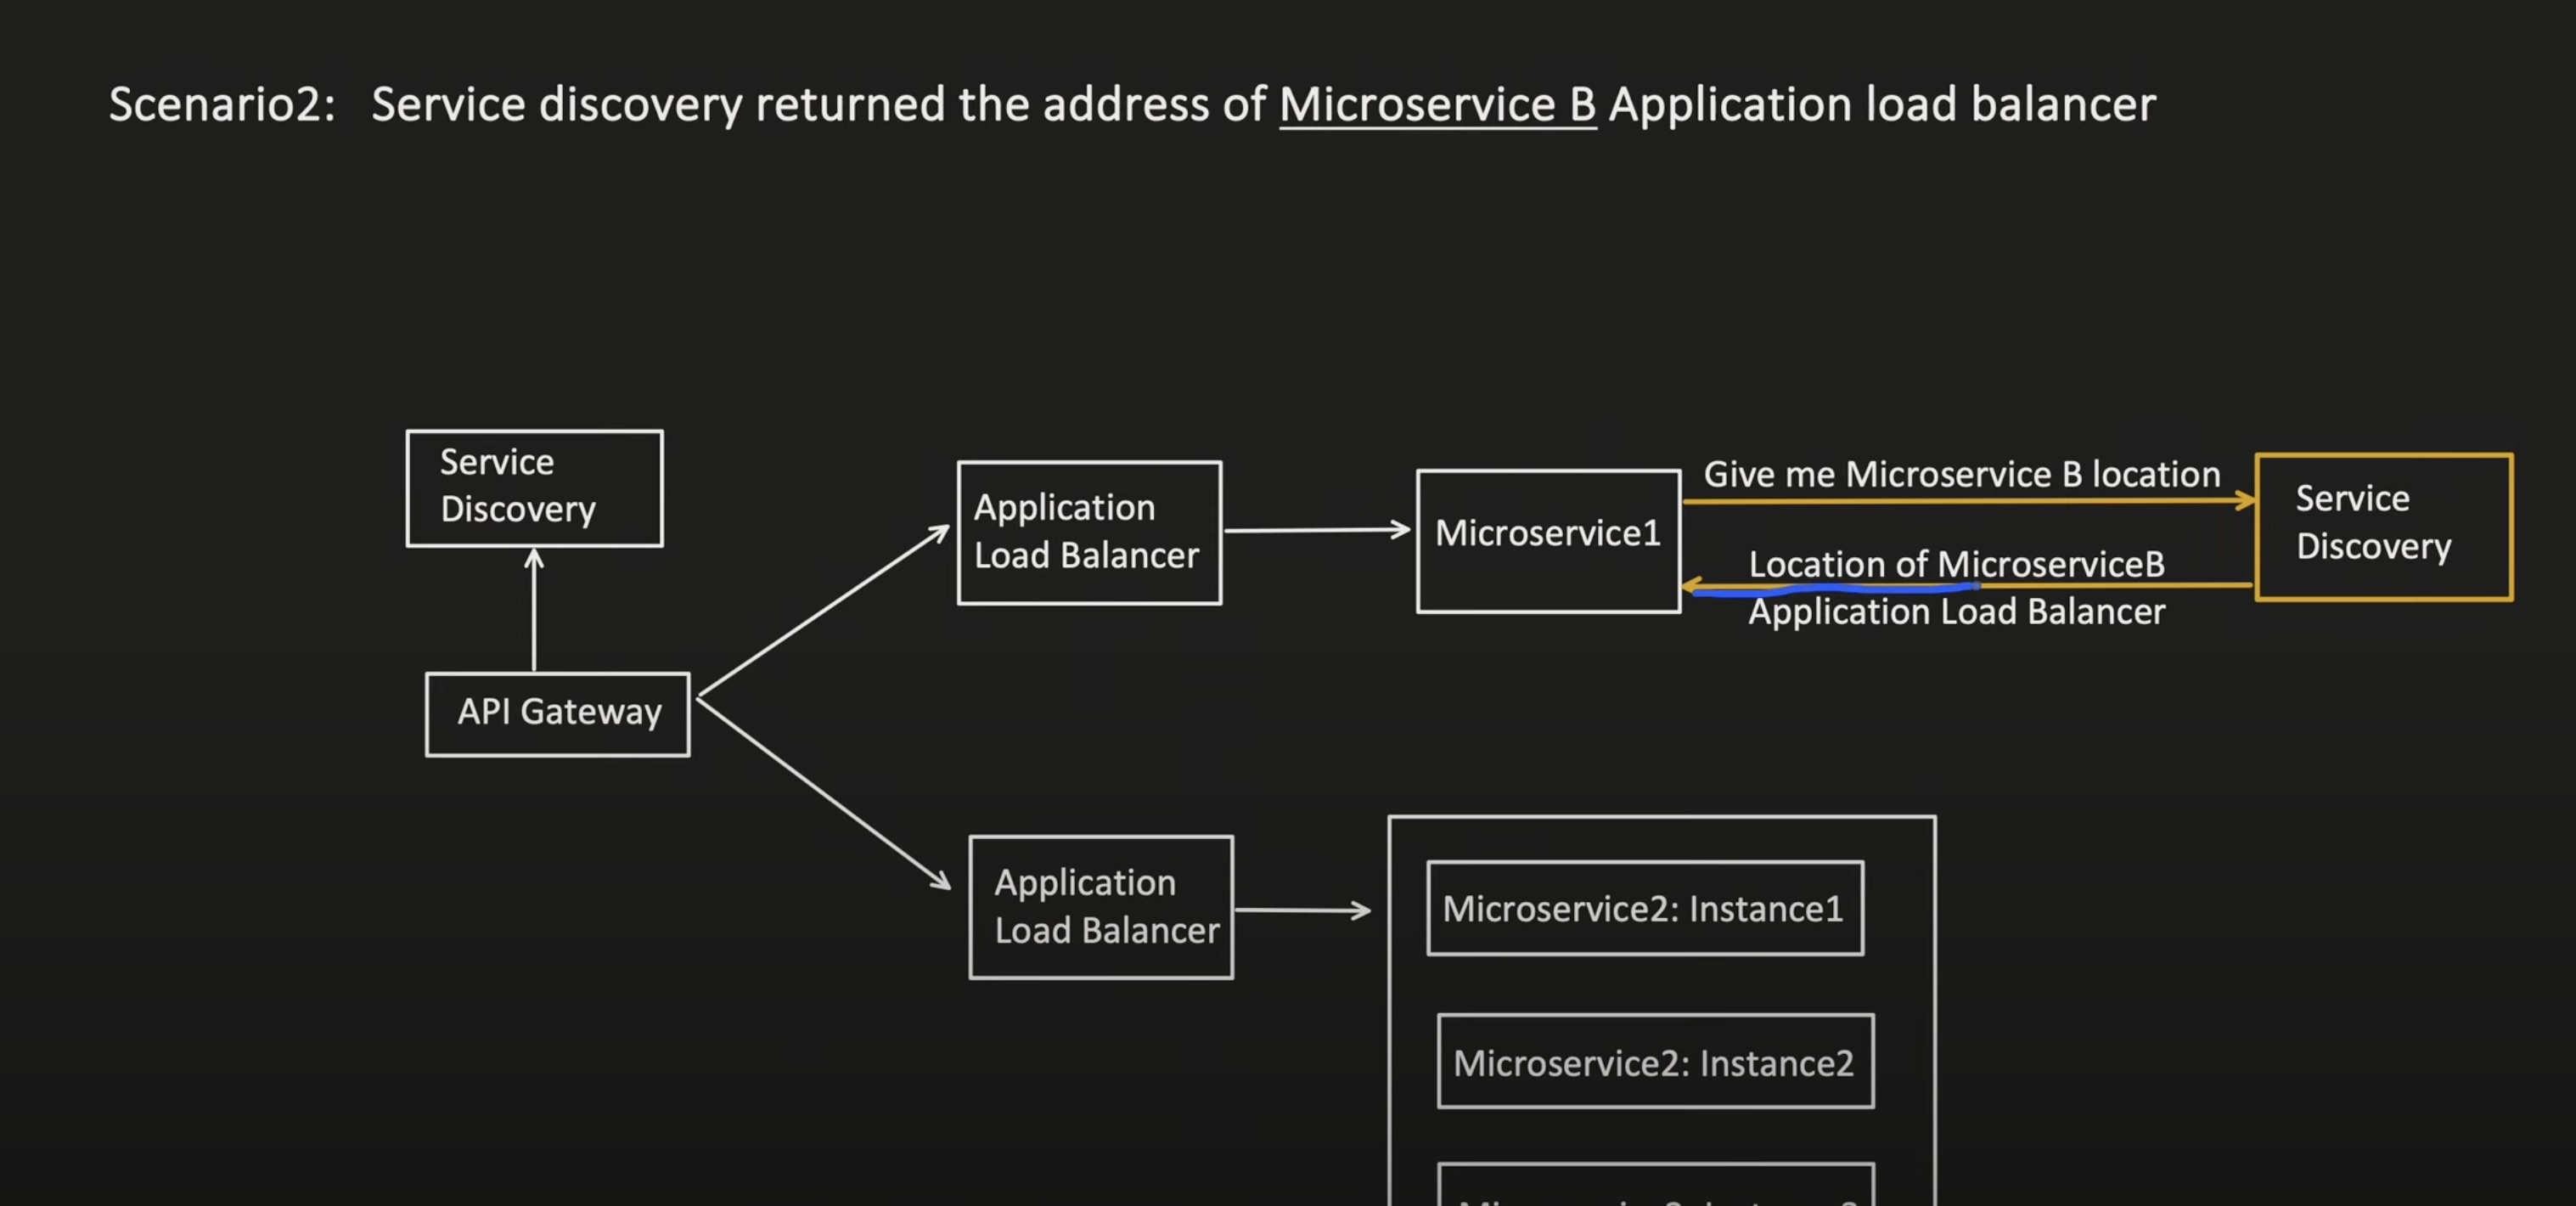 Scenario2: Service discovery returned the address of Microservice B Application load balancer
Service
Discovery
API Gateway
Application
Load Balancer
Microservice1
Give me Microservice B location
Location of MicroserviceB
Application Load Balancer
Service
Discovery
Application
Load Balancer
Microservice2: Instance1
Microservice2: Instance2